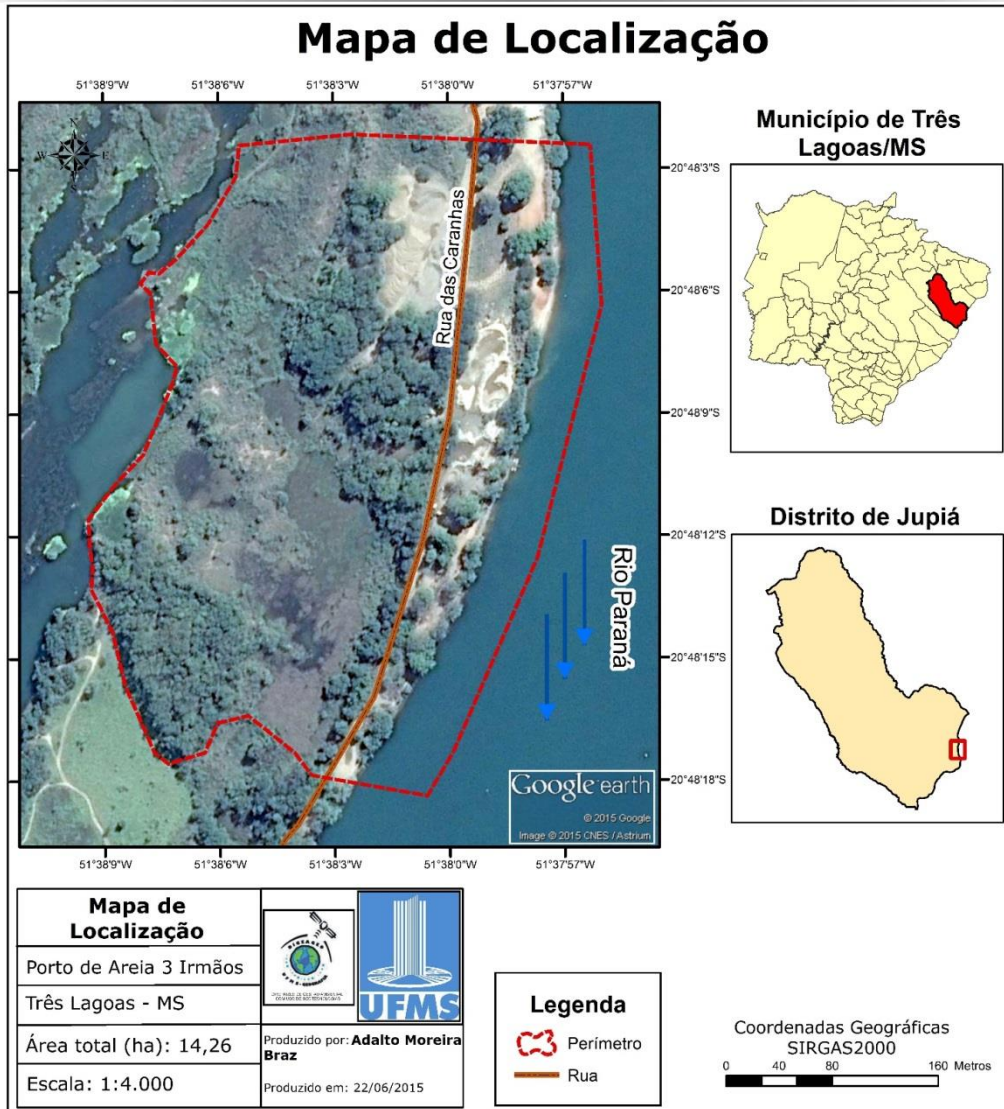 Mapa de Localização
51°38'9"W
51°38'6"W
51°38'3"W
51°38'0"W
51°37'57"W
N
W
E
S
20°48'3"S
20°48'6"S
20°48'9"S
20°48'12"S
20°48'15"S
20°48'18"S
Rua das Caranhas
Rio Paraná
Google earth
© 2015 Google
Image © 2015 CNES / Astrium
51°38'9"W
51°38'6"W
51°38'3"W
51°38'0"W
51°37'57"W
Município de Três
Lagoas/MS
Distrito de Jupiá
Mapa de
Localização
Porto de Areia 3 Irmãos
Três Lagoas - MS
Área total (ha): 14,26
Escala: 1:4.000
UFMS
Produzido por: Adalto Moreira
Braz
Produzido em: 22/06/2015
Legenda
Perímetro
Rua
Coordenadas Geográficas
SIRGAS2000
0 40 80 160 Metros